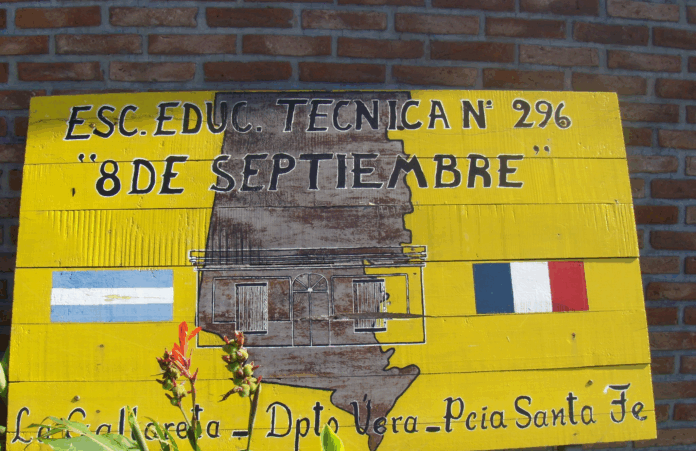 ESC. EDUC. TECNICA Nº 296
"8 DE SEPTIEMBRE"
La Gallareta - Dpto Vera - Pcia Santa Fe